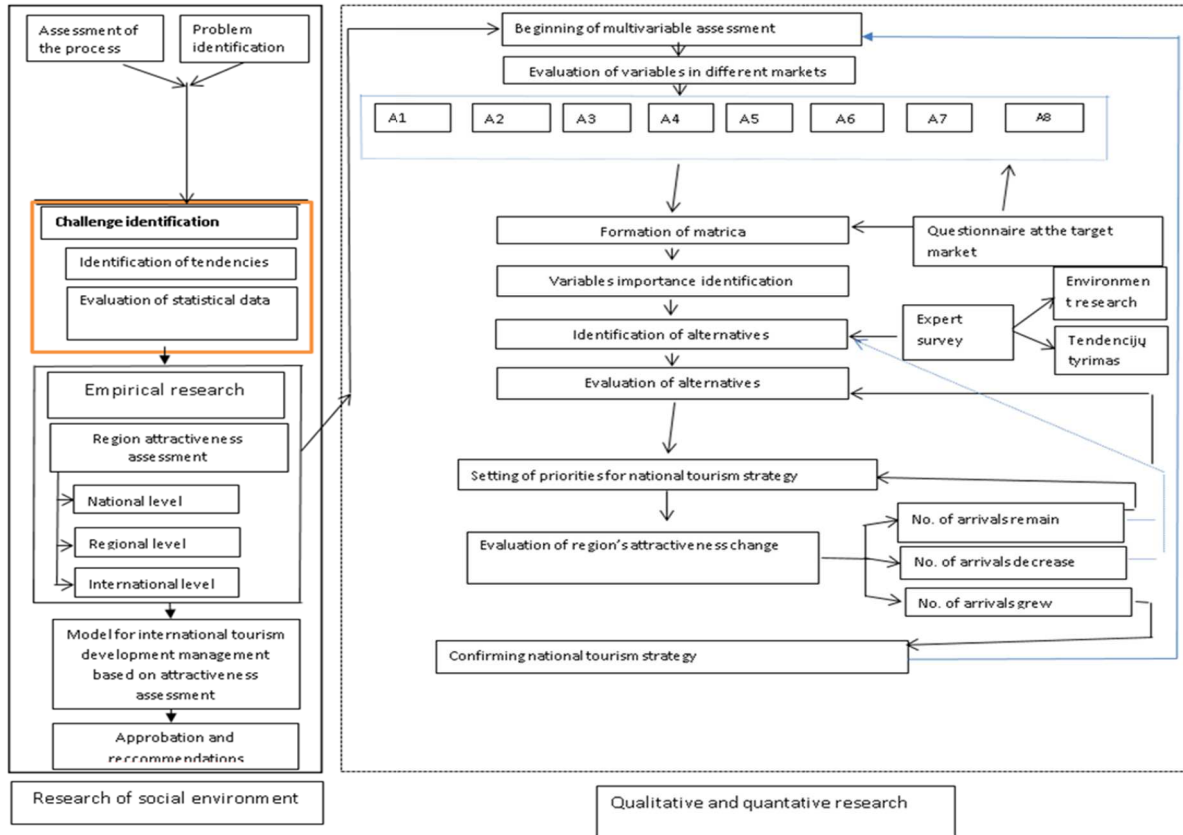 Assessment of
the process
Problem
identification
Challenge identification
Identification of tendencies
Evaluation of statistical data
Empirical research
Region attractiveness
assessment
National level
Regional level
International level
Model for international tourism
development management
based on attractiveness
assessment
Approbation and
reccommendations
Research of social environment
Beginning of multivariable assessment
Evaluation of variables in different markets
A1
A2
A3
A4
A5
A6
A7
A8
Formation of matrica
Questionnaire at the target
market
Variables importance identification
Environmen
t research
Identification of alternatives
Expert
survey
Tendencijų
tyrimas
Evaluation of alternatives
Setting of priorities for national tourism strategy
No. of arrivals remain
Evaluation of region's attractiveness change
No. of arrivals decrease
No. of arrivals grew
Confirming national tourism strategy
Qualitative and quantative research